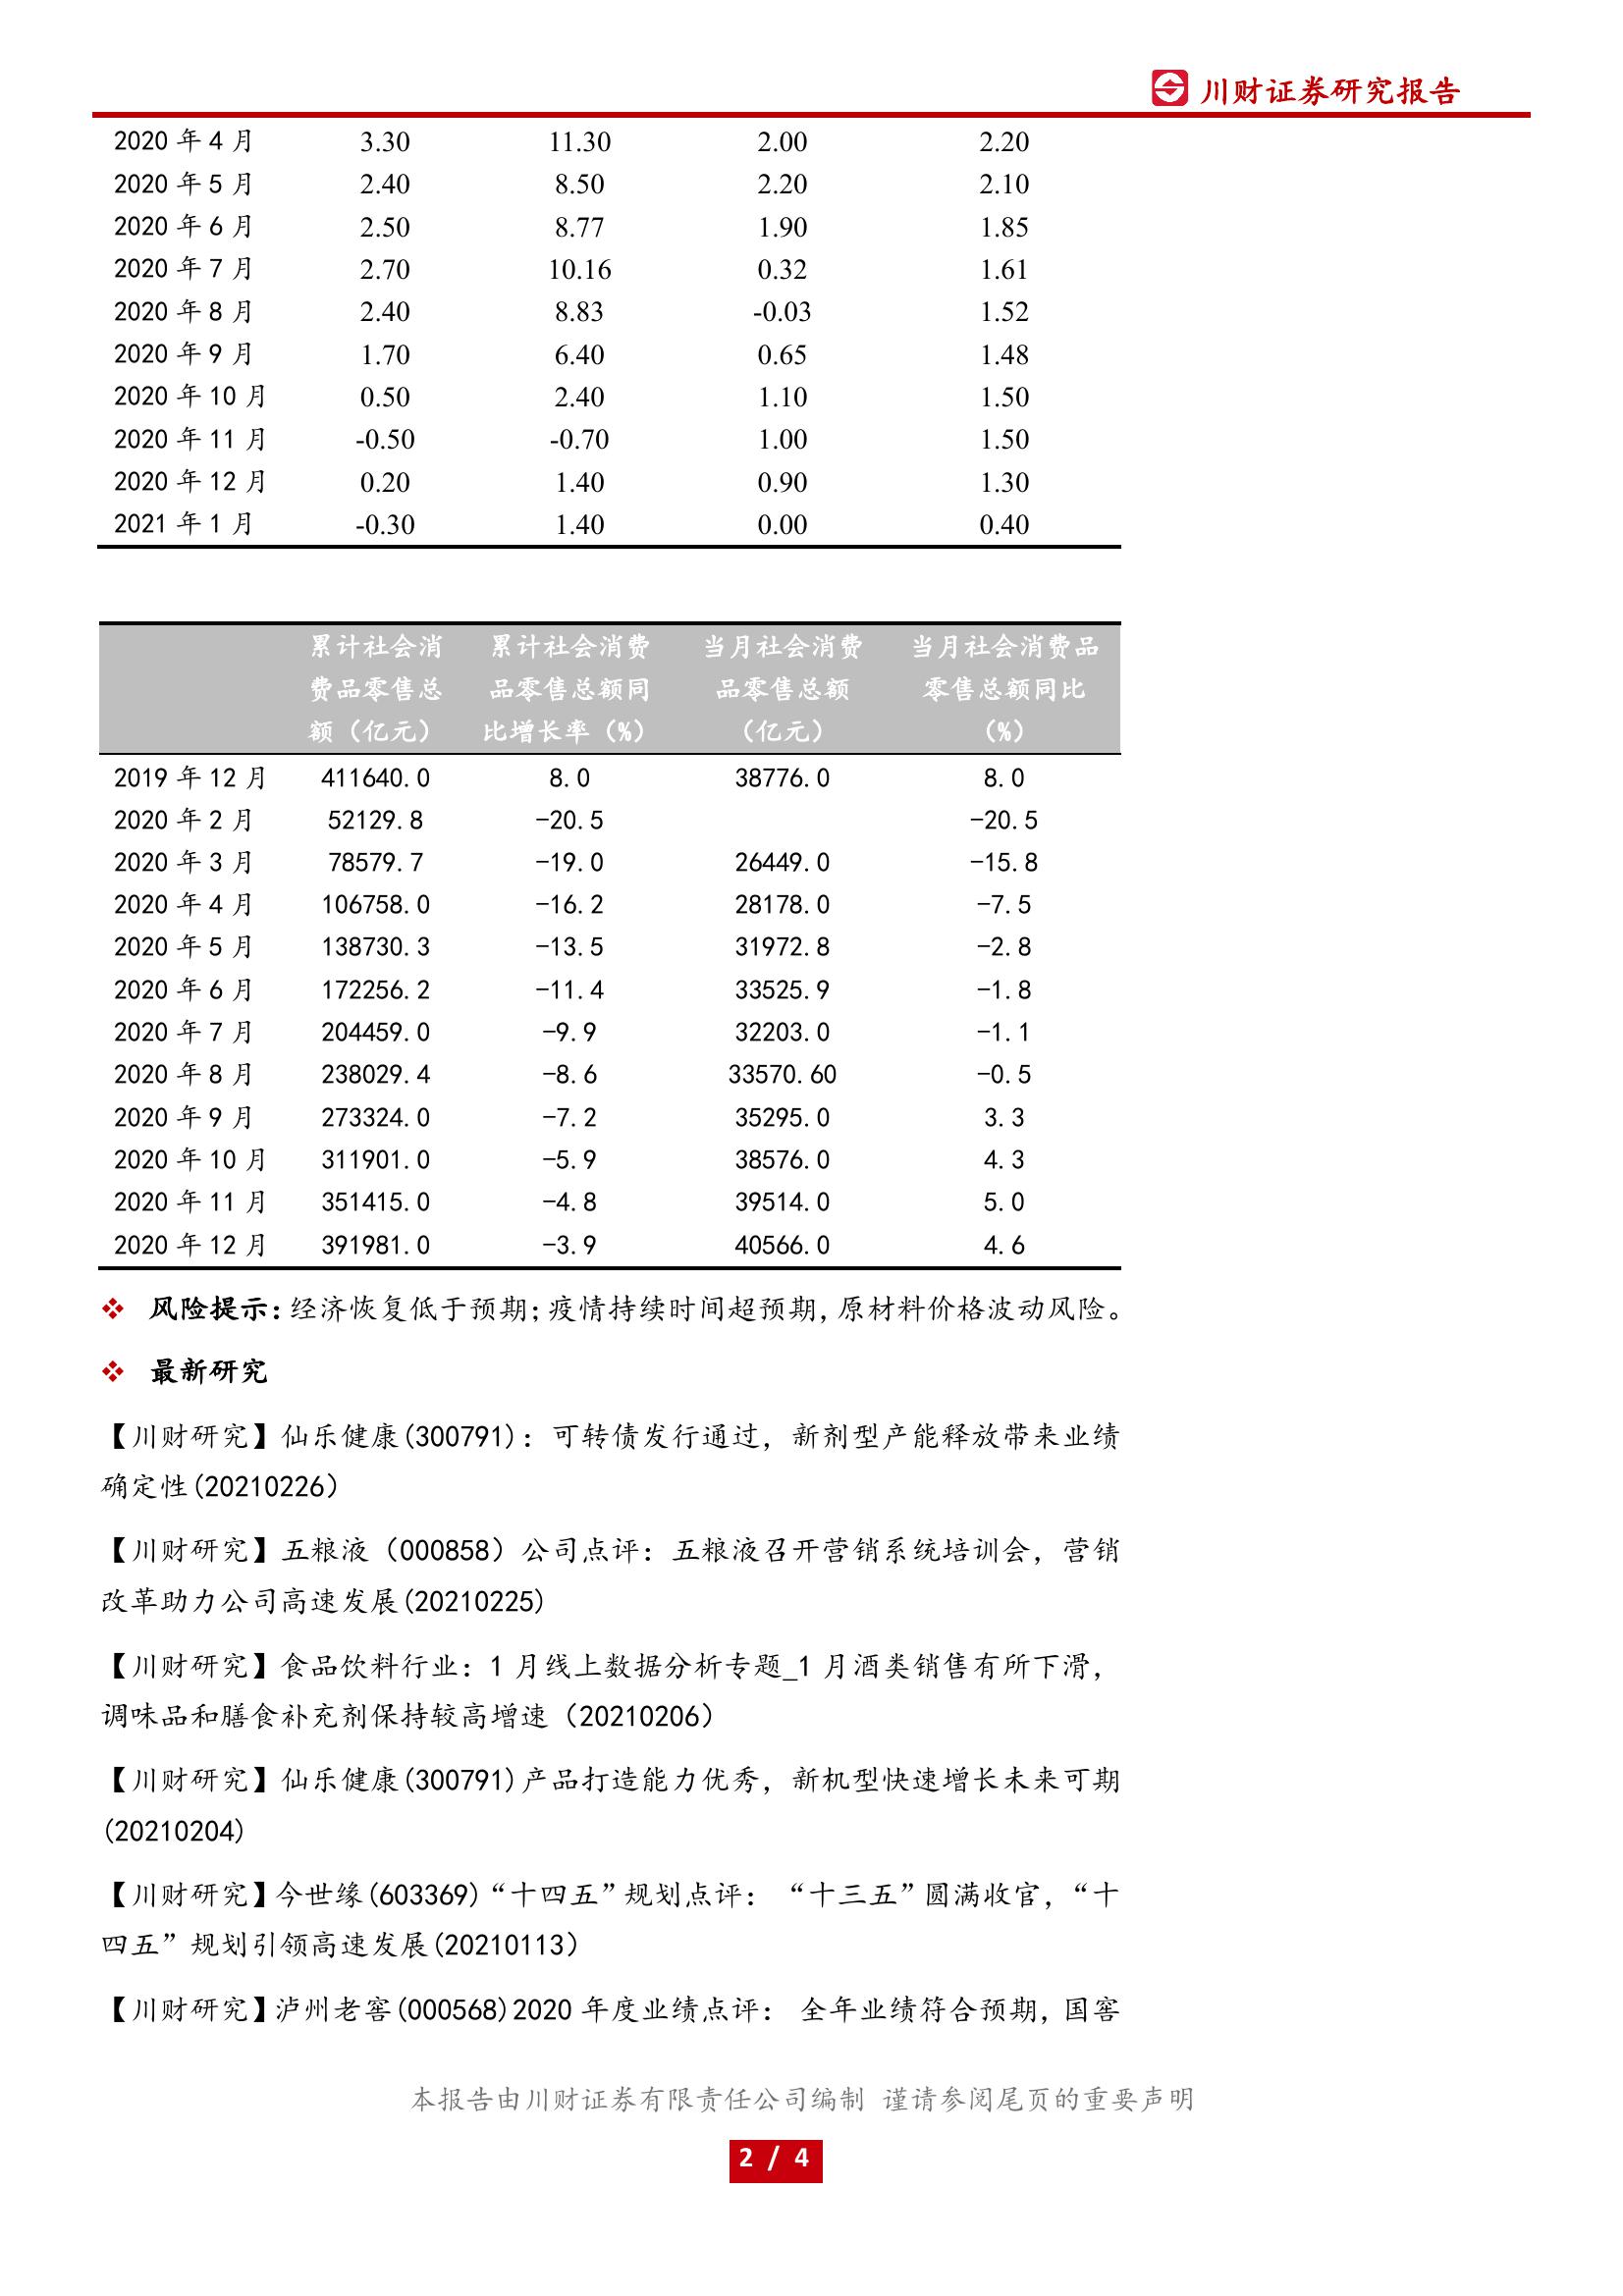 川财证券研究报告
2020 年 4 月 3.30 11.30 2.00 2.20
2020 年 5 月 2.40 8.50 2.20 2.10
2020 年 6 月 2.50 8.77 1.90 1.85
2020 年 7 月 2.70 10.16 0.32 1.61
2020 年 8 月 2.40 8.83 -0.03 1.52
2020 年 9 月 1.70 6.40 0.65 1.48
2020 年 10 月 0.50 2.40 1.10 1.50
2020 年 11 月 -0.50 -0.70 1.00 1.50
2020 年 12 月 0.20 1.40 0.90 1.30
2021 年 1 月 -0.30 1.40 0.00 0.40
累计社会消 累计社会消费 当月社会消费 当月社会消费品
费品零售总 品零售总额同 品零售总额 零售总额同比
额（亿元） 比增长率（%） （亿元） （%）
2019 年 12 月 411640.0 8.0 38776.0 8.0
2020 年 2 月 52129.8 -20.5 -20.5
2020 年 3 月 78579.7 -19.0 26449.0 -15.8
2020 年 4 月 106758.0 -16.2 28178.0 -7.5
2020 年 5 月 138730.3 -13.5 31972.8 -2.8
2020 年 6 月 172256.2 -11.4 33525.9 -1.8
2020 年 7 月 204459.0 -9.9 32203.0 -1.1
2020 年 8 月 238029.4 -8.6 33570.60 -0.5
2020 年 9 月 273324.0 -7.2 35295.0 3.3
2020 年 10 月 311901.0 -5.9 38576.0 4.3
2020 年 11 月 351415.0 -4.8 39514.0 5.0
2020 年 12 月 391981.0 -3.9 40566.0 4.6
❖ 风险提示：经济恢复低于预期；疫情持续时间超预期，原材料价格波动风险。
❖ 最新研究
【川财研究】仙乐健康(300791)：可转债发行通过，新剂型产能释放带来业绩
确定性(20210226）
【川财研究】五粮液（000858）公司点评：五粮液召开营销系统培训会，营销
改革助力公司高速发展(20210225)
【川财研究】食品饮料行业：1 月线上数据分析专题_1 月酒类销售有所下滑，
调味品和膳食补充剂保持较高增速（20210206）
【川财研究】仙乐健康(300791)产品打造能力优秀，新机型快速增长未来可期
(20210204)
【川财研究】今世缘(603369)“十四五”规划点评： “十三五”圆满收官，“十
四五”规划引领高速发展(20210113）
【川财研究】泸州老窖(000568)2020 年度业绩点评： 全年业绩符合预期，国窖
本报告由川财证券有限责任公司编制 谨请参阅尾页的重要声明
2 / 4